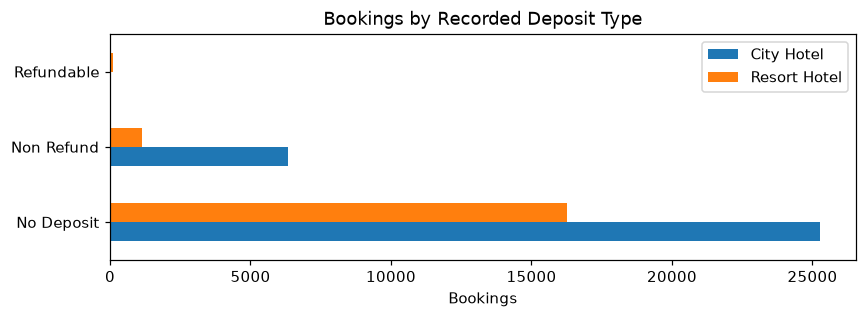 Bookings by Recorded Deposit Type
City Hotel
Resort Hotel
Refundable
Non Refund
No Deposit
0 5000 10000 15000 20000 25000
Bookings